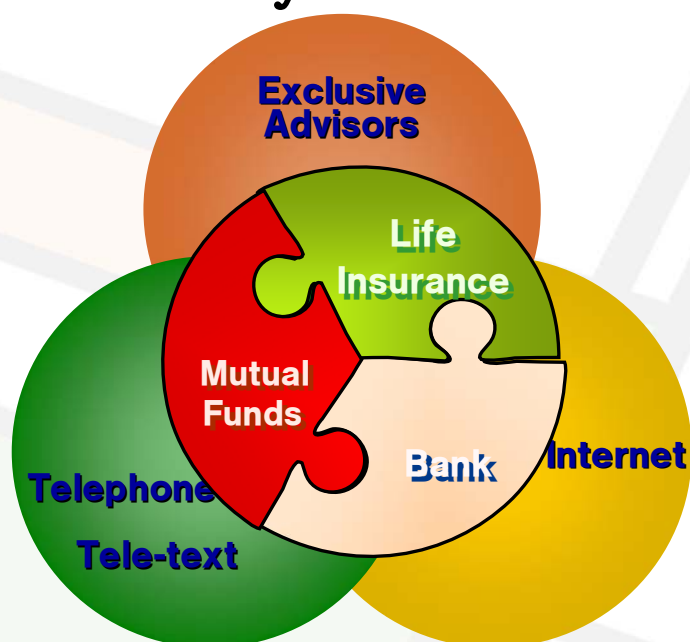 Exclusive
Advisors
Life
Insurance
Mutual
Funds
Bank
Internet
Telephone
Tele-text